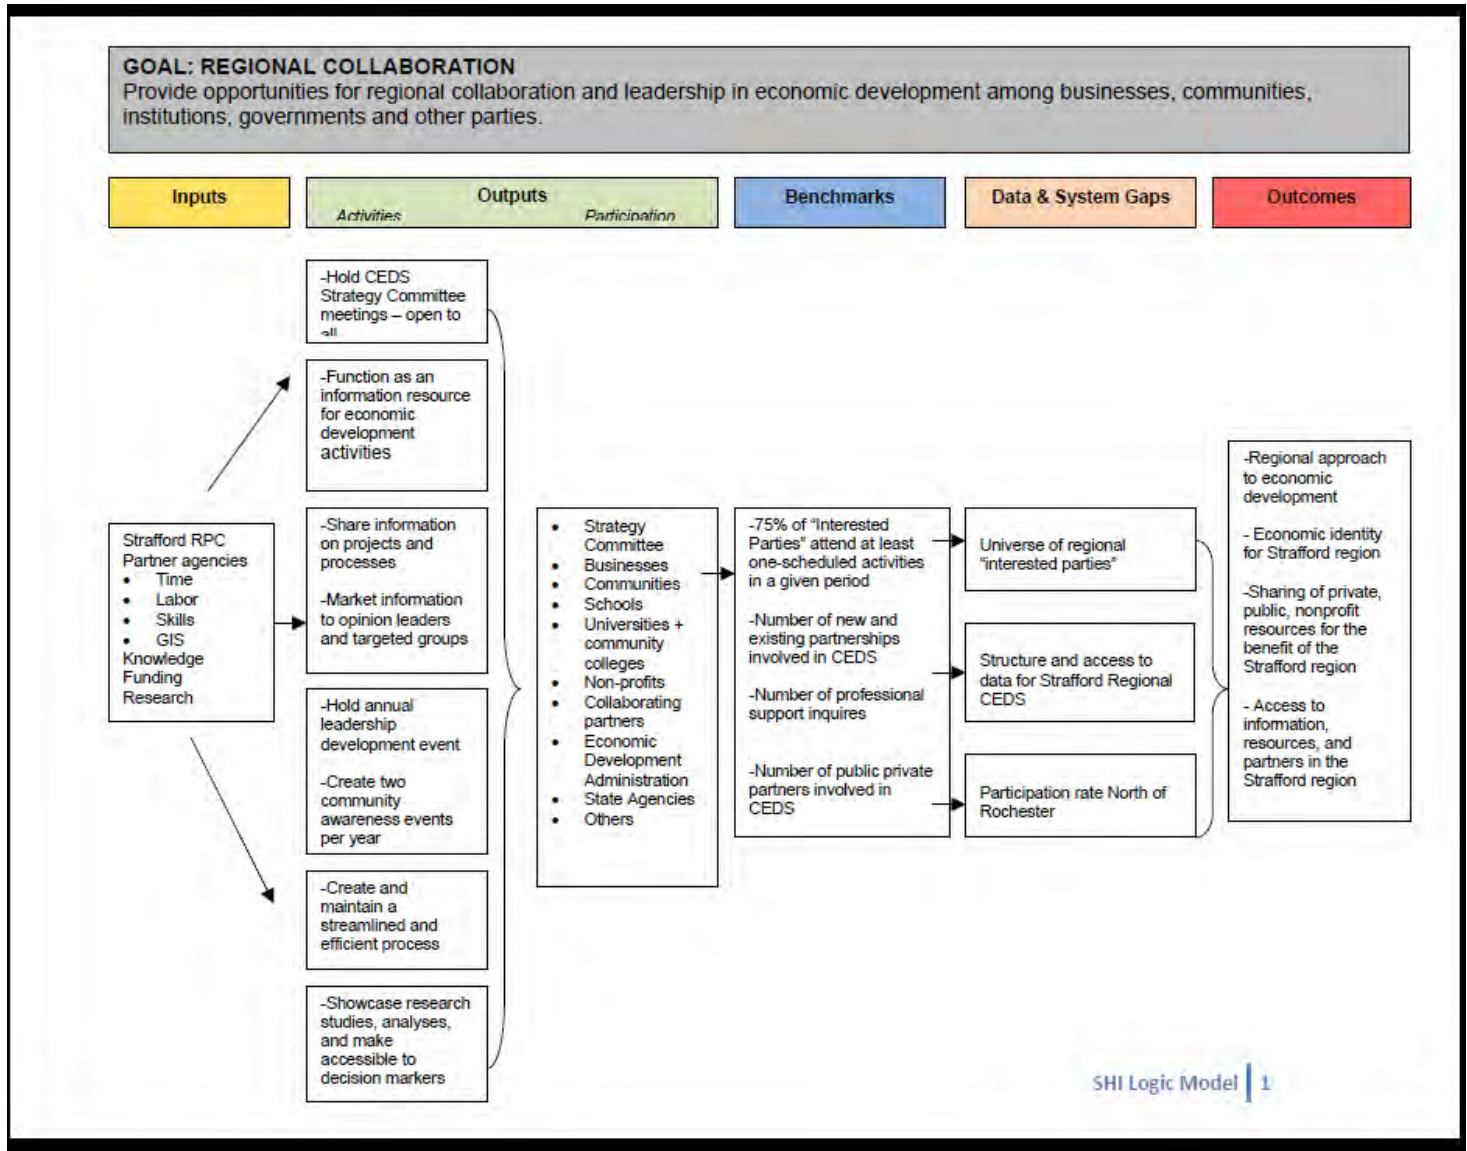 GOAL: REGIONAL COLLABORATION
Provide opportunities for regional collaboration and leadership in economic development among businesses, communities,
institutions, governments and other parties.
Inputs
Outputs
Activities
Participation
Benchmarks
Data & System Gaps
Outcomes
Strafford RPC
Partner agencies
• Time
• Labor
• Skills
• GIS
Knowledge
Funding
Research
-Hold CEDS
Strategy Committee
meetings – open to
all
-Function as an
information resource
for economic
development
activities
-Share information
on projects and
processes
-Market information
to opinion leaders
and targeted groups
-Hold annual
leadership
development event
-Create two
community
awareness events
per year
-Create and
maintain a
streamlined and
efficient process
-Showcase research
studies, analyses,
and make
accessible to
decision markers
• Strategy
Committee
• Businesses
• Communities
• Schools
• Universities +
community
colleges
• Non-profits
• Collaborating
partners
• Economic
Development
Administration
• State Agencies
• Others
-75% of “Interested
Parties” attend at least
one-scheduled activities
in a given period
-Number of new and
existing partnerships
involved in CEDS
-Number of professional
support inquires
-Number of public private
partners involved in
CEDS
Universe of regional
“interested parties”
Structure and access to
data for Strafford Regional
CEDS
Participation rate North of
Rochester
-Regional approach
to economic
development
- Economic identity
for Strafford region
-Sharing of private,
public, nonprofit
resources for the
benefit of the
Strafford region
- Access to
information,
resources, and
partners in the
Strafford region
SHI Logic Model | 1